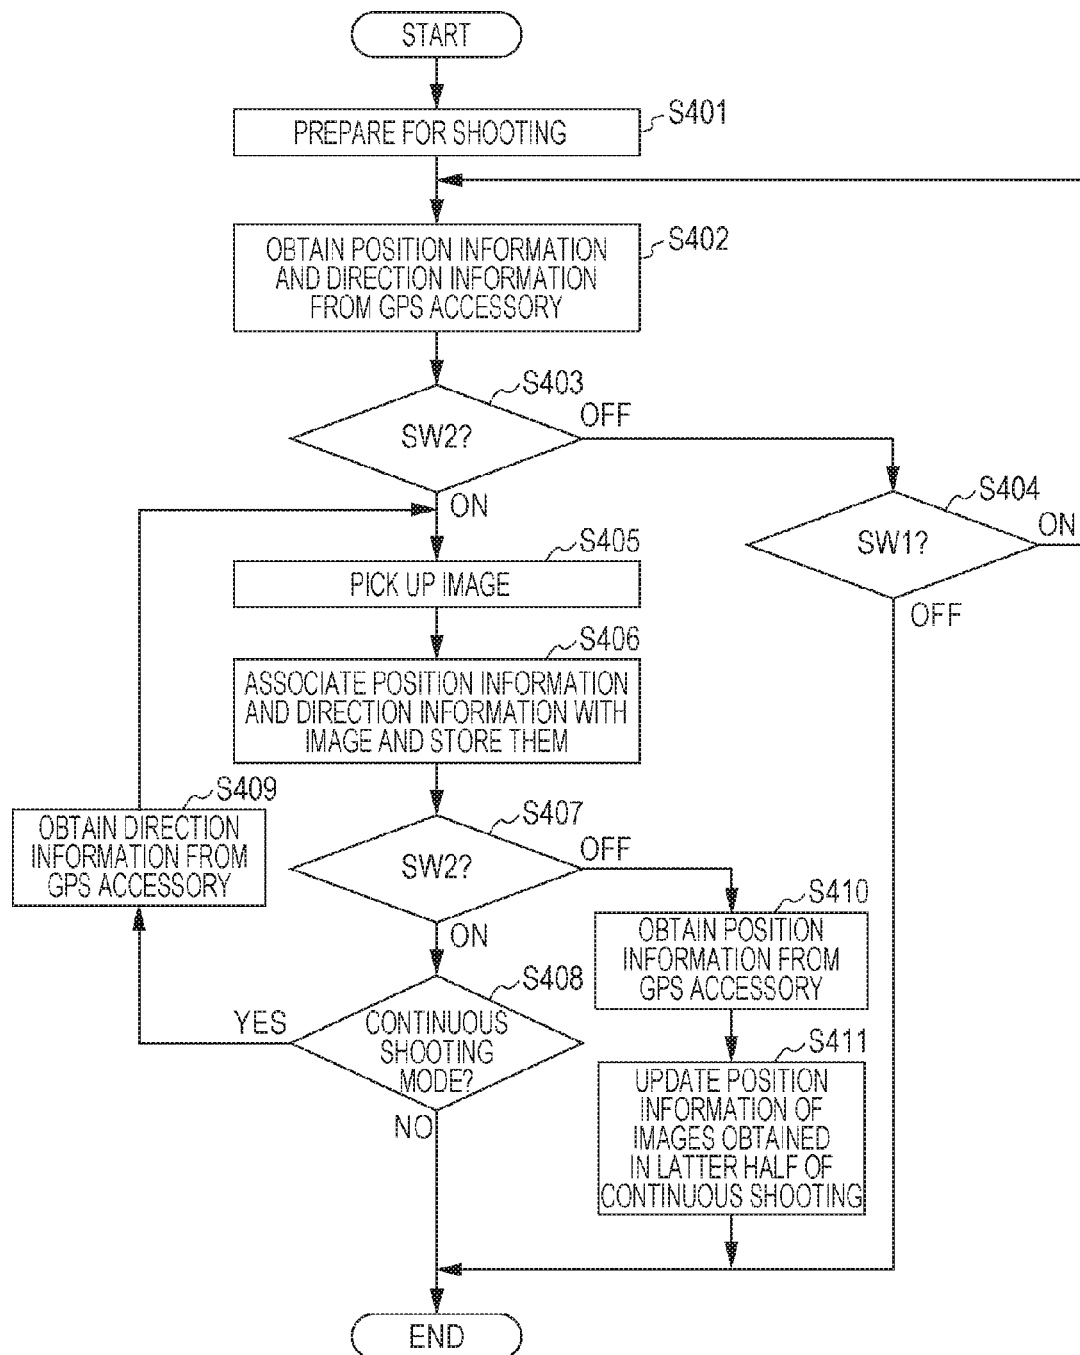 START
S401
PREPARE FOR SHOOTING
S402
OBTAIN POSITION INFORMATION
AND DIRECTION INFORMATION
FROM GPS ACCESSORY
S403
SW2?
OFF
ON
S404
SW1?
ON
OFF
S405
PICK UP IMAGE
S406
ASSOCIATE POSITION INFORMATION
AND DIRECTION INFORMATION WITH
IMAGE AND STORE THEM
S409
OBTAIN DIRECTION
INFORMATION FROM
GPS ACCESSORY
S407
SW2?
OFF
ON
S410
OBTAIN POSITION
INFORMATION FROM
GPS ACCESSORY
S408
CONTINUOUS
SHOOTING
MODE?
YES
NO
S411
UPDATE POSITION
INFORMATION OF
IMAGES OBTAINED
IN LATTER HALF OF
CONTINUOUS SHOOTING
END